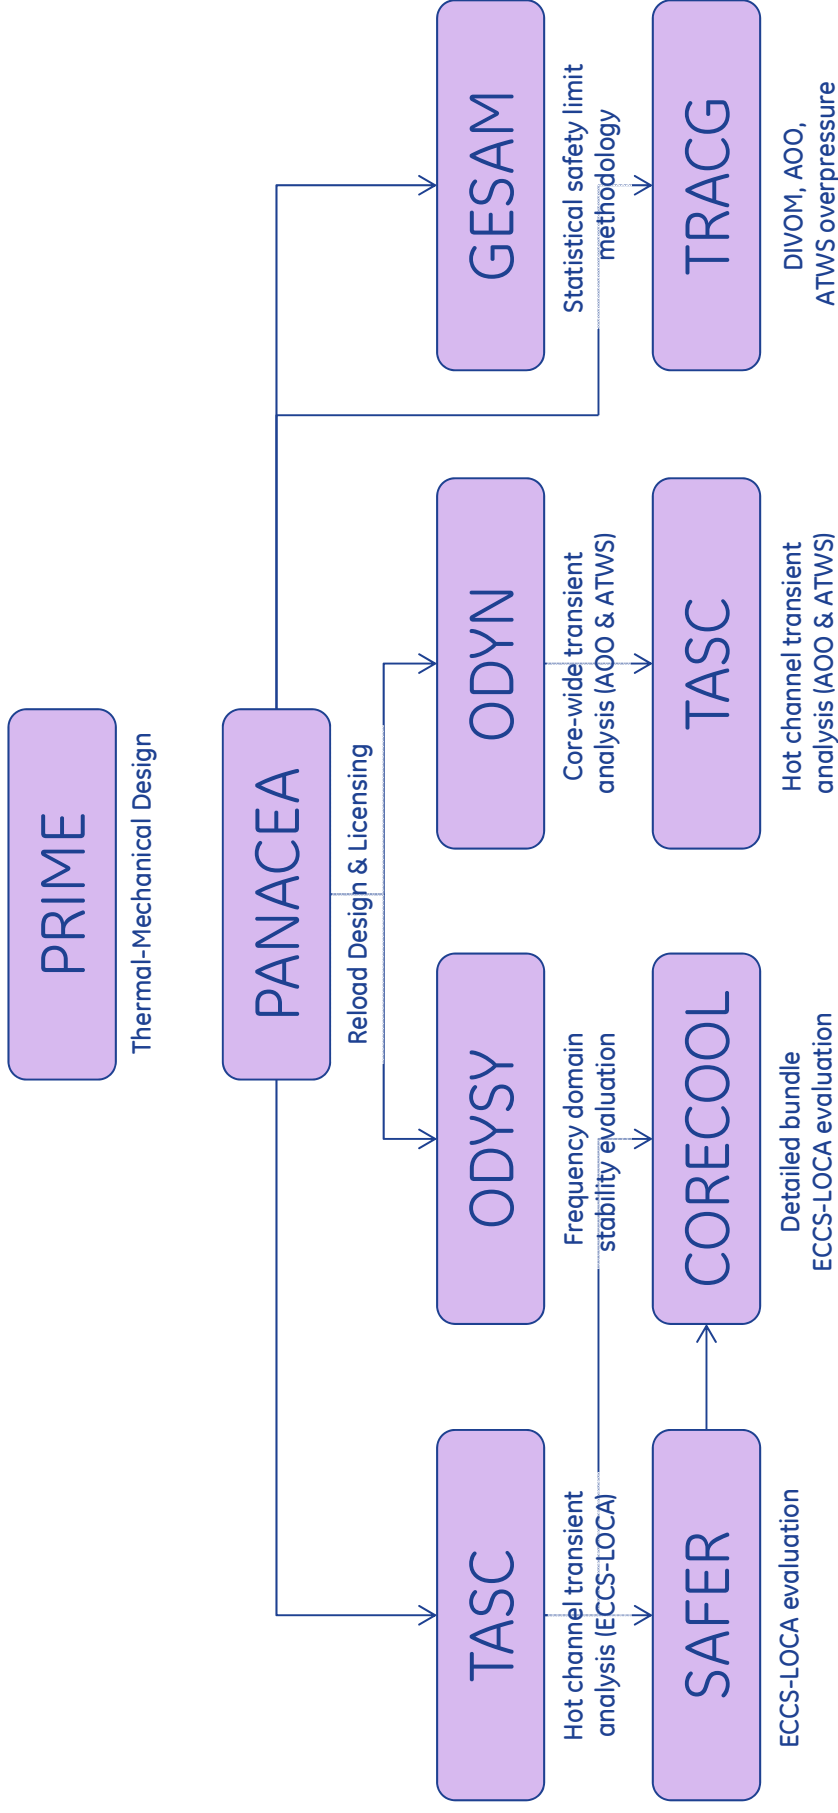 PRIME
Thermal-Mechanical Design
PANACEA
Reload Design & Licensing
TASC
Hot channel transient
analysis (ECCS-LOCA)
ODYSY
Frequency domain
stability evaluation
ODYN
Core-wide transient
analysis (AOO & ATWS)
GESAM
Statistical safety limit
methodology
SAFER
ECCS-LOCA evaluation
CORECOOL
Detailed bundle
ECCS-LOCA evaluation
TASC
Hot channel transient
analysis (AOO & ATWS)
TRACG
DIVOM, AOO,
ATWS overpressure